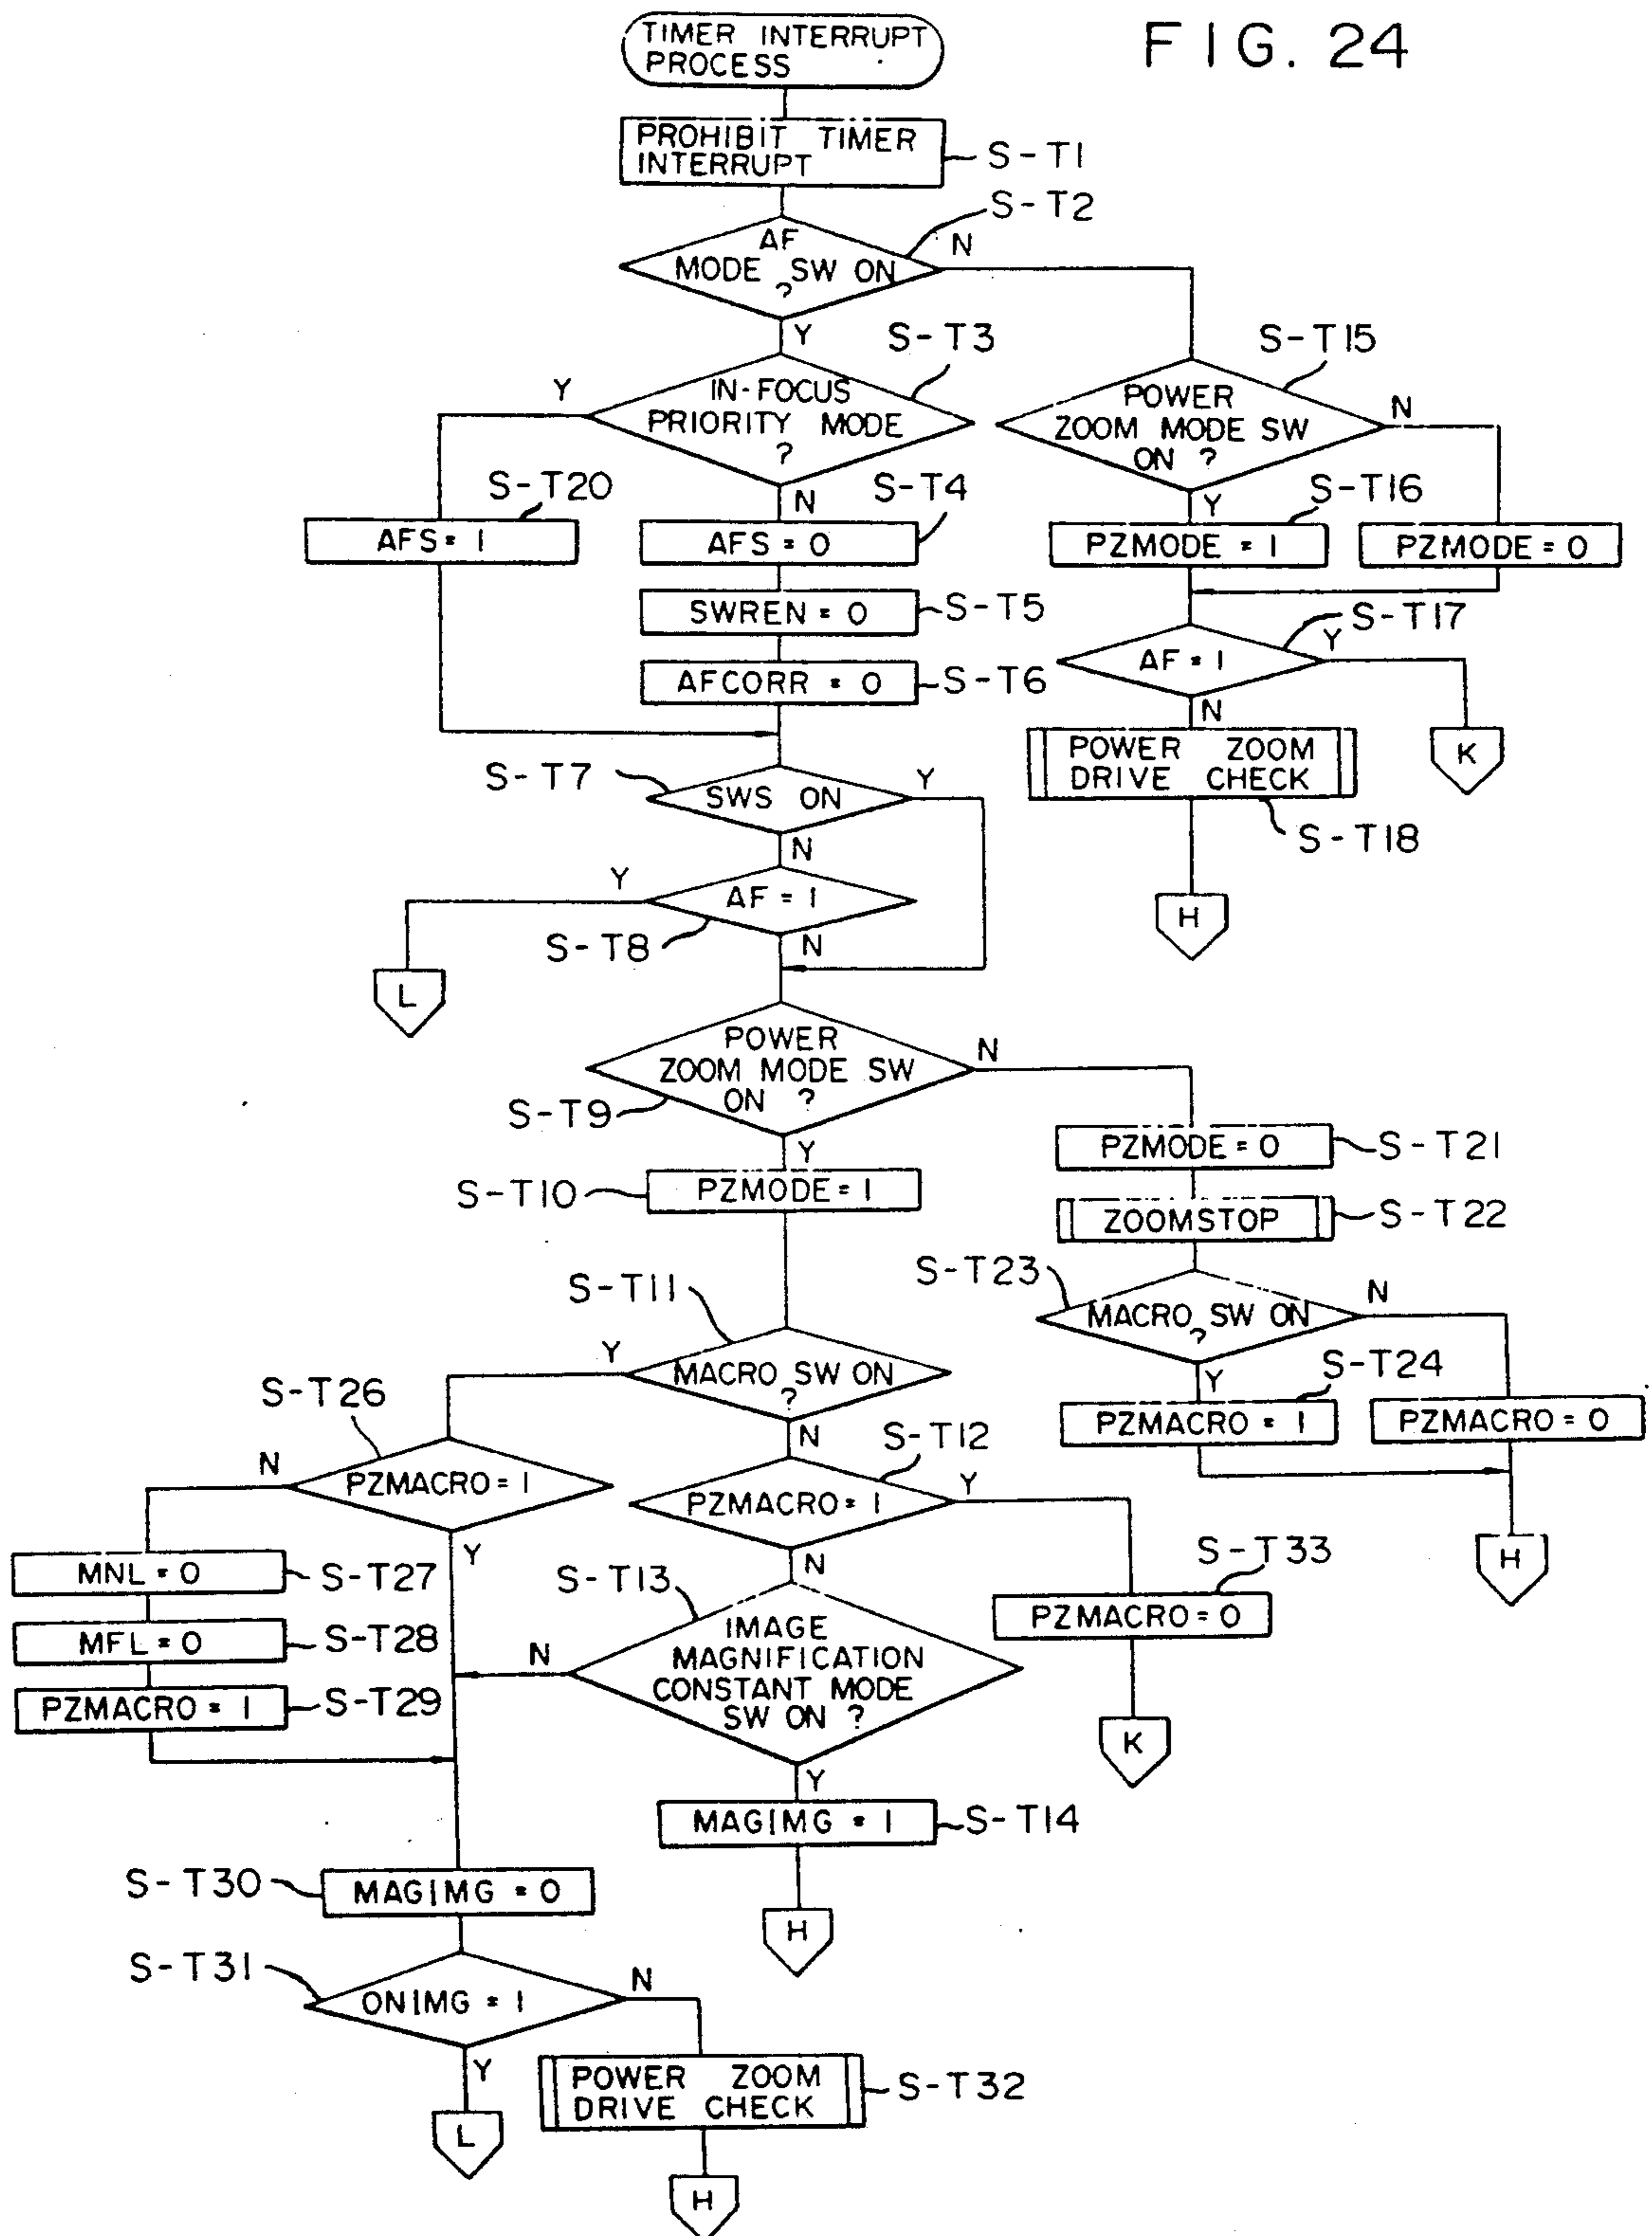 FIG. 24
TIMER INTERRUPT
PROCESS
PROHIBIT TIMER
INTERRUPT
S-T1
S-T2
AF
MODE SW ON
?
N
Y
S-T3
IN-FOCUS
PRIORITY MODE
?
Y
N
S-T15
POWER
ZOOM MODE SW
ON ?
N
Y
S-T20
AFS = 1
S-T4
AFS = 0
S-T16
PZMODE = 1
PZMODE = 0
SWREN = 0
S-T5
S-T17
AF = 1
Y
N
AFCORR = 0
S-T6
K
POWER ZOOM
DRIVE CHECK
S-T18
H
S-T7
SWS ON
Y
N
AF = 1
Y
S-T8
N
L
POWER
ZOOM MODE SW
ON ?
S-T9
N
Y
S-T10
PZMODE = 1
PZMODE = 0
S-T21
ZOOMSTOP
S-T22
S-T23
MACRO SW ON
?
N
Y
S-T24
PZMACRO = 1
PZMACRO = 0
H
S-T11
MACRO SW ON
?
Y
N
S-T26
PZMACRO = 1
N
Y
S-T12
PZMACRO = 1
Y
N
MNL = 0
S-T27
MFL = 0
S-T28
PZMACRO = 1
S-T29
S-T13
IMAGE
MAGNIFICATION
CONSTANT MODE
SW ON ?
N
Y
S-T33
PZMACRO = 0
K
MAGIMG = 1
S-T14
H
S-T30
MAGIMG = 0
S-T31
ONIMG = 1
N
Y
L
POWER ZOOM
DRIVE CHECK
S-T32
H